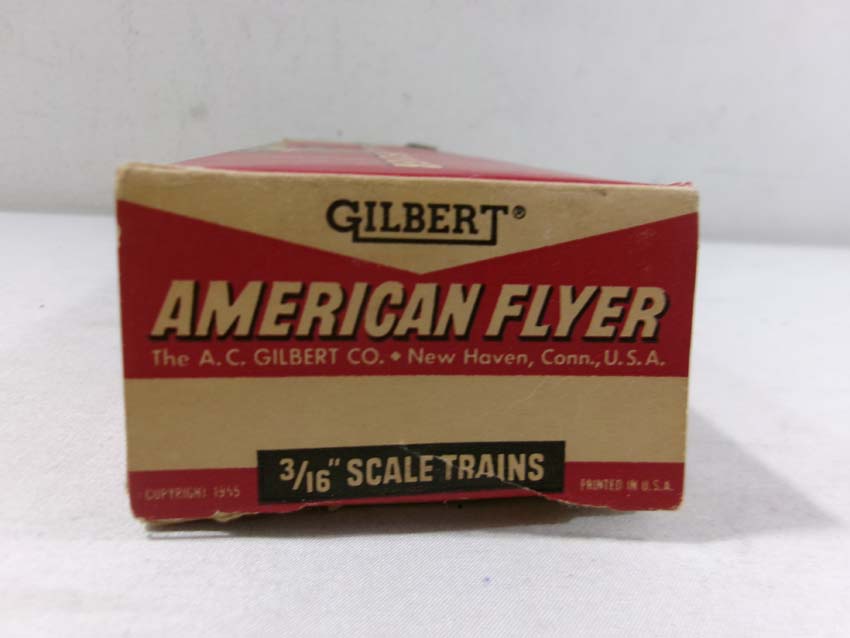 GILBERT®
AMERICAN FLYER
The A.C. GILBERT CO. • New Haven, Conn., U.S.A.
3/16" SCALE TRAINS
COPYRIGHT 1955
PRINTED IN U.S.A.